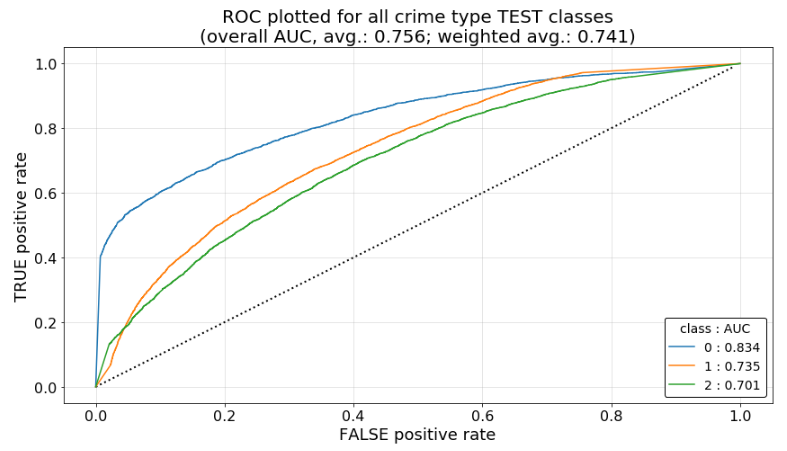 ROC plotted for all crime type TEST classes
(overall AUC, avg.: 0.756; weighted avg.: 0.741)
TRUE positive rate
1.0
0.8
0.6
0.4
0.2
0.0
0.0 0.2 0.4 0.6 0.8 1.0
FALSE positive rate
class : AUC
0 : 0.834
1 : 0.735
2 : 0.701